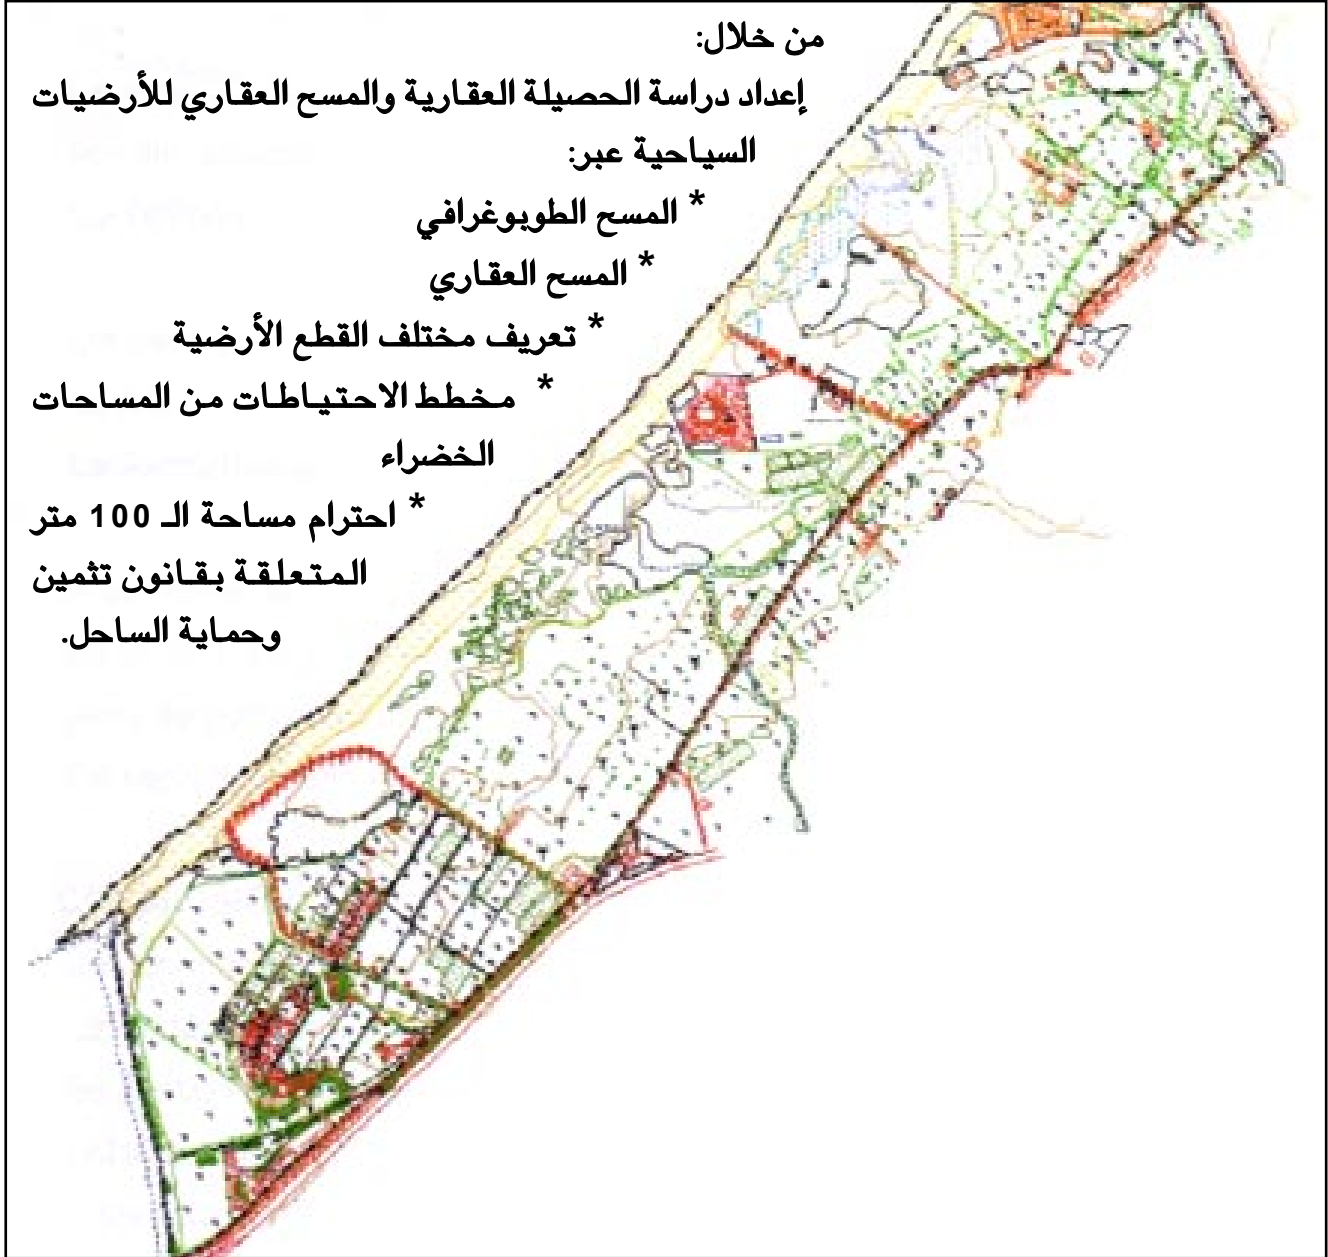 من خلال:
إعداد دراسة الحصيلة العقارية والمسح العقاري للأرضيات
السياحية عبر:
* المسح الطوبوغرافي
* المسح العقاري
* تعريف مختلف القطع الأرضية
* مخطط الاحتياطات من المساحات
الخضراء
* احترام مساحة الـ 100 متر
المتعلقة بقانون تثمين
وحماية الساحل.